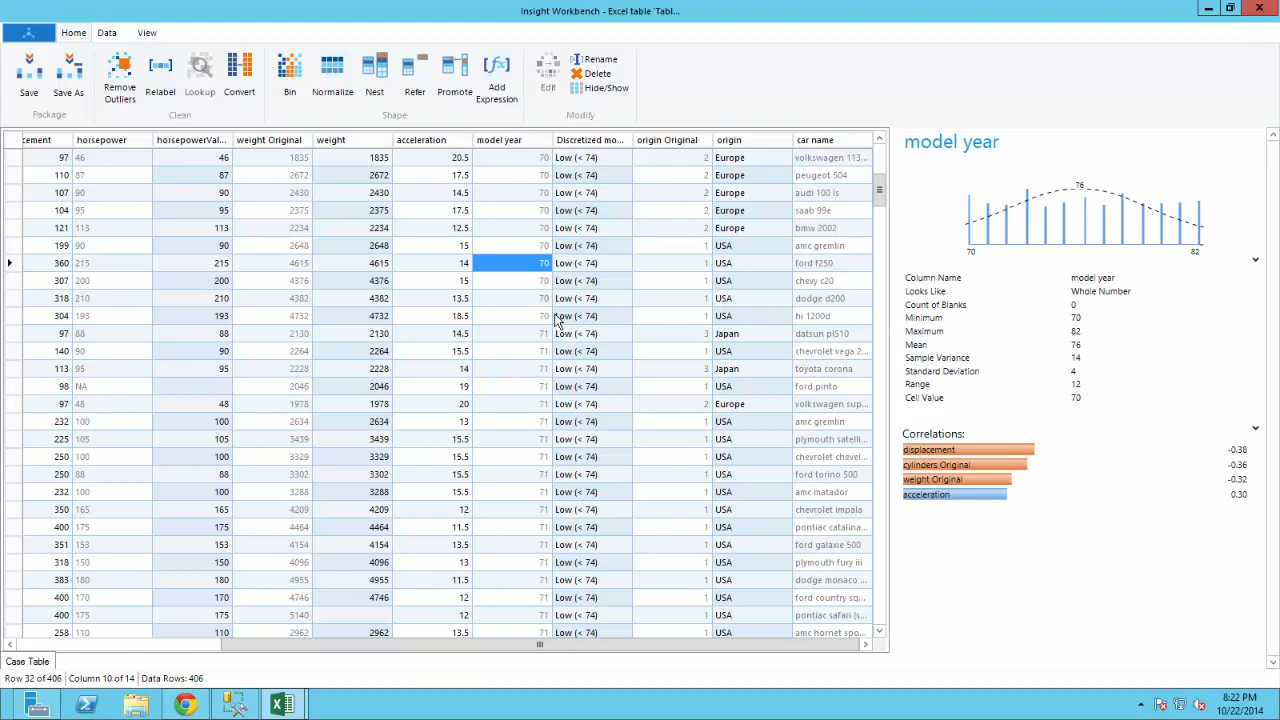 Insight Workbench - Excel table 'Tabl...
Home Data View
Save Save As Remove Outliers Relabel Lookup Convert Bin Normalize Nest Refer Promote Add Expression Edit Rename Delete Hide/Show
Package Clean Shape Modify
cement horsepower horsepowerVal... weight Original weight acceleration model year Discretized mo... origin Original origin car name
97 46 46 1835 1835 20.5 70 Low (< 74) 2 Europe volkswagen 113...
110 87 87 2672 2672 17.5 70 Low (< 74) 2 Europe peugeot 504
107 90 90 2430 2430 14.5 70 Low (< 74) 2 Europe audi 100 ls
104 95 95 2375 2375 17.5 70 Low (< 74) 2 Europe saab 99e
121 113 113 2234 2234 12.5 70 Low (< 74) 2 Europe bmw 2002
199 90 90 2648 2648 15 70 Low (< 74) 1 USA amc gremlin
360 215 215 4615 4615 14 70 Low (< 74) 1 USA ford f250
307 200 200 4376 4376 15 70 Low (< 74) 1 USA chevy c20
318 210 210 4382 4382 13.5 70 Low (< 74) 1 USA dodge d200
304 193 193 4732 4732 18.5 70 Low (< 74) 1 USA hi 1200d
97 88 88 2130 2130 14.5 71 Low (< 74) 3 Japan datsun pl510
140 90 90 2264 2264 15.5 71 Low (< 74) 1 USA chevrolet vega 2...
113 95 95 2228 2228 14 71 Low (< 74) 3 Japan toyota corona
98 NA 2046 2046 19 71 Low (< 74) 1 USA ford pinto
97 48 48 1978 1978 20 71 Low (< 74) 2 Europe volkswagen sup...
232 100 100 2634 2634 13 71 Low (< 74) 1 USA amc gremlin
225 105 105 3439 3439 15.5 71 Low (< 74) 1 USA plymouth satelli...
250 100 100 3329 3329 15.5 71 Low (< 74) 1 USA chevrolet chevel...
250 88 88 3302 3302 15.5 71 Low (< 74) 1 USA ford torino 500
232 100 100 3288 3288 15.5 71 Low (< 74) 1 USA amc matador
350 165 165 4209 4209 12 71 Low (< 74) 1 USA chevrolet impala
400 175 175 4464 4464 11.5 71 Low (< 74) 1 USA pontiac catalina...
351 153 153 4154 4154 13.5 71 Low (< 74) 1 USA ford galaxie 500
318 150 150 4096 4096 13 71 Low (< 74) 1 USA plymouth fury iii
383 180 180 4955 4955 11.5 71 Low (< 74) 1 USA dodge monaco ...
400 170 170 4746 4746 12 71 Low (< 74) 1 USA ford country sq...
400 175 175 5140 12 71 Low (< 74) 1 USA pontiac safari (s...
258 110 110 2962 2962 13.5 71 Low (< 74) 1 USA amc hornet spo...
Case Table
Row 32 of 406 Column 10 of 14 Data Rows: 406
model year
76
70 82
Column Name model year
Looks Like Whole Number
Count of Blanks 0
Minimum 70
Maximum 82
Mean 76
Sample Variance 14
Standard Deviation 4
Range 12
Cell Value 70
Correlations:
displacement -0.38
cylinders Original -0.36
weight Original -0.32
acceleration 0.30
8:22 PM
10/22/2014